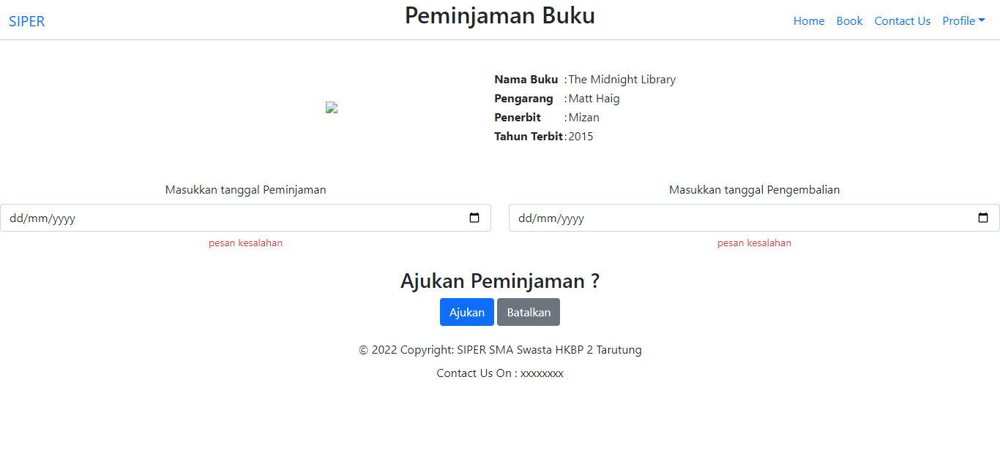 SIPER
Peminjaman Buku
Home Book Contact Us Profile
Nama Buku :The Midnight Library
Pengarang :Matt Haig
Penerbit :Mizan
Tahun Terbit:2015
Masukkan tanggal Peminjaman
dd/mm/yyyy
pesan kesalahan
Masukkan tanggal Pengembalian
dd/mm/yyyy
pesan kesalahan
Ajukan Peminjaman ?
Ajukan Batalkan
© 2022 Copyright: SIPER SMA Swasta HKBP 2 Tarutung
Contact Us On : xxxxxxxx